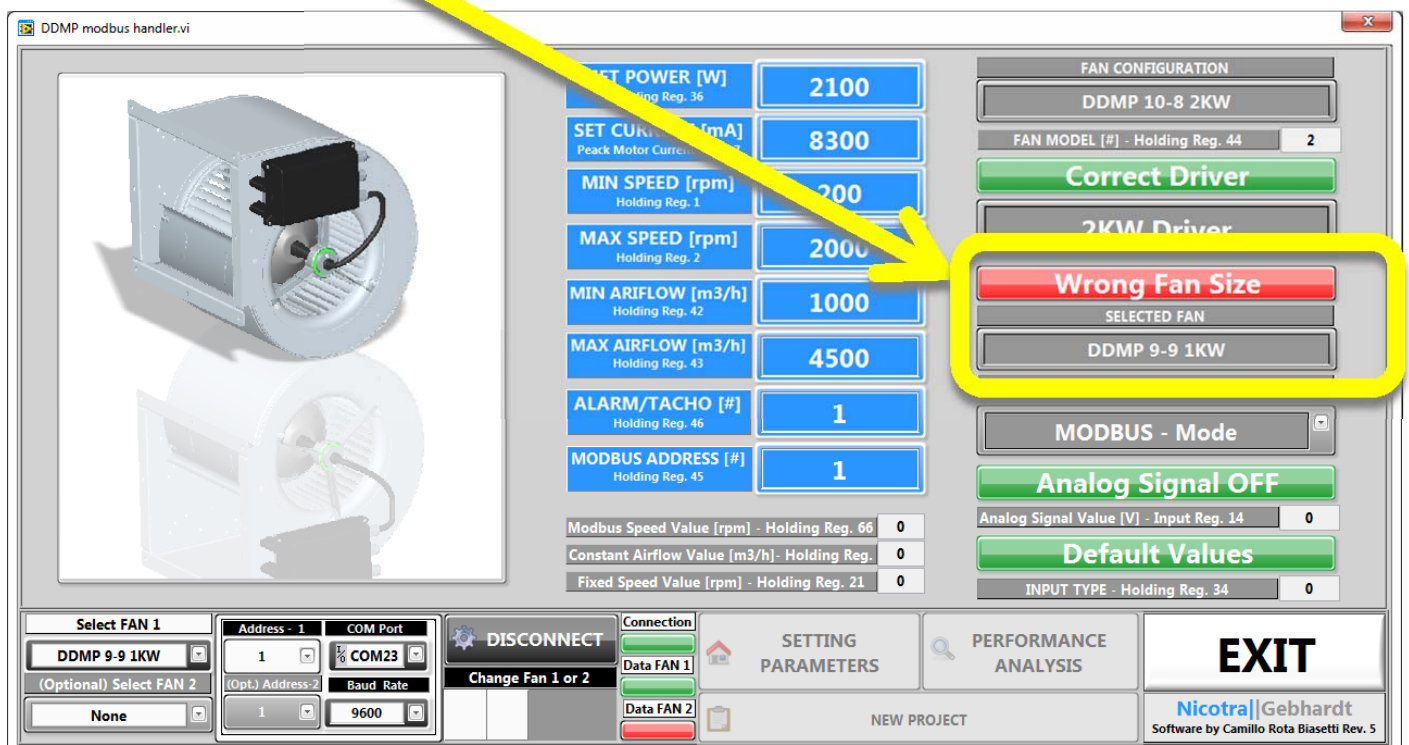 DDMP modbus handler.vi
POWER [W]
Reg. 36
2100
SET
Peack Motor
8300
MIN SPEED [rpm]
Holding Reg. 1
200
MAX SPEED [rpm]
Holding Reg. 2
2000
MIN ARIFLOW [m3/h]
Holding Reg. 42
1000
MAX AIRFLOW [m3/h]
Holding Reg. 43
4500
ALARM/TACHO [#]
Holding Reg. 46
1
MODBUS ADDRESS [#]
Holding Reg. 45
1
Modbus Speed Value [rpm] - Holding Reg. 66 0
Constant Airflow Value [m3/h]- Holding Reg. 0
Fixed Speed Value [rpm] - Holding Reg. 21 0
FAN CONFIGURATION
DDMP 10-8 2KW
FAN MODEL [#] - Holding Reg. 44 2
Correct Driver
2KW Driver
Wrong Fan Size
SELECTED FAN
DDMP 9-9 1KW
MODBUS - Mode
Analog Signal OFF
Analog Signal Value [V] - Input Reg. 14 0
Default Values
INPUT TYPE - Holding Reg. 34 0
Select FAN 1
DDMP 9-9 1KW
(Optional) Select FAN 2
None
Address - 1
1
(Opt.) Address-2
1
COM Port
COM23
Baud Rate
9600
DISCONNECT
Change Fan 1 or 2
Connection
Data FAN 1
Data FAN 2
SETTING
PARAMETERS
PERFORMANCE
ANALYSIS
NEW PROJECT
EXIT
Nicotra||Gebhardt
Software by Camillo Rota Biasetti Rev. 5